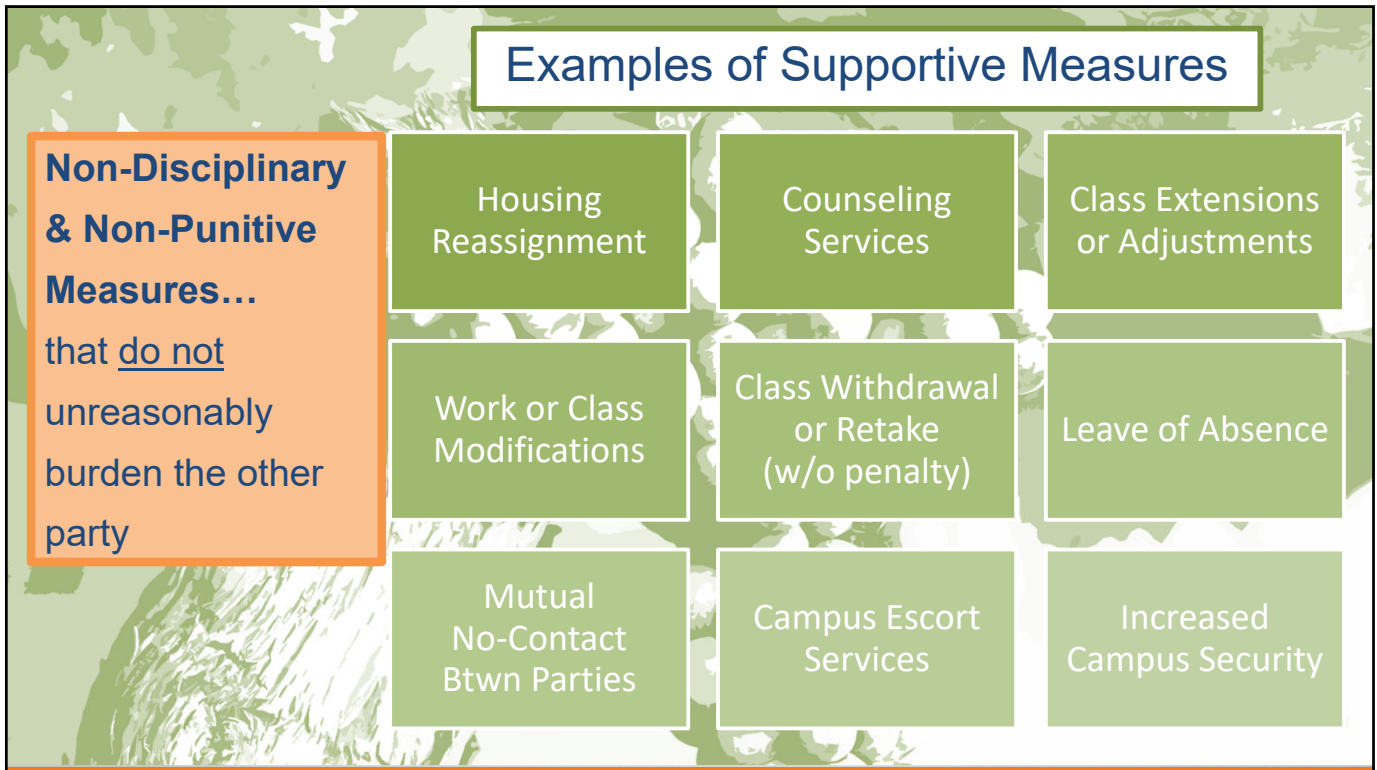 Examples of Supportive Measures
Non-Disciplinary
& Non-Punitive
Measures…
that do not
unreasonably
burden the other
party
Housing
Reassignment
Counseling
Services
Class Extensions
or Adjustments
Work or Class
Modifications
Class Withdrawal
or Retake
(w/o penalty)
Leave of Absence
Mutual
No-Contact
Btwn Parties
Campus Escort
Services
Increased
Campus Security